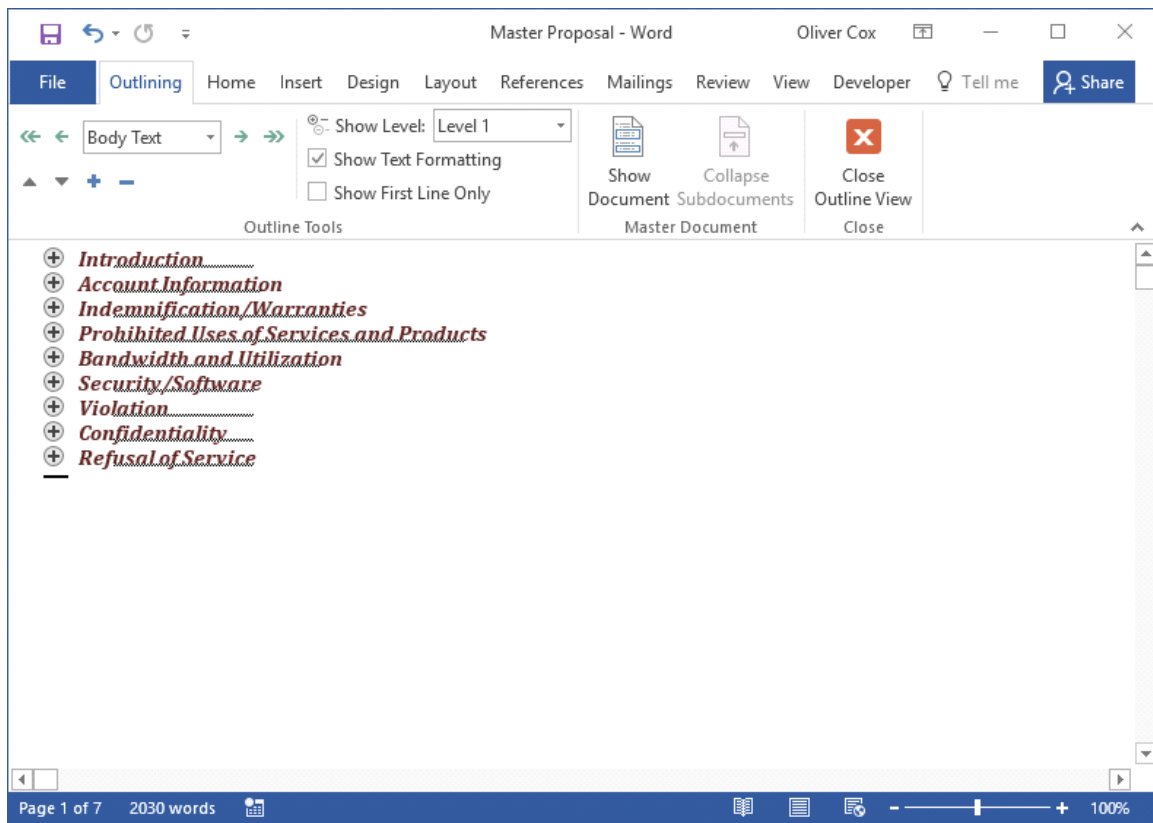 Master Proposal - Word Oliver Cox
File Outlining Home Insert Design Layout References Mailings Review View Developer Tell me Share
Body Text
Show Level: Level 1
Show Text Formatting
Show First Line Only
Outline Tools
Show Document
Collapse Subdocuments
Master Document
Close Outline View
Close
Introduction
Account Information
Indemnification/Warranties
Prohibited Uses of Services and Products
Bandwidth and Utilization
Security/Software
Violation
Confidentiality
Refusal of Service
Page 1 of 7 2030 words 100%